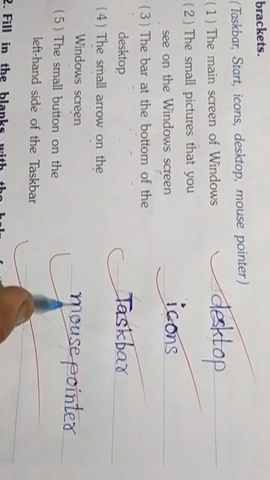 brackets.
(Taskbar, Start, icons, desktop, mouse pointer)
(1) The main screen of Windows desktop
(2) The small pictures that you
see on the Windows screen icons
(3) The bar at the bottom of the
desktop Taskbar
(4) The small arrow on the
Windows screen mouse pointer
(5) The small button on the
left-hand side of the Taskbar
2. Fill in the blanks with the